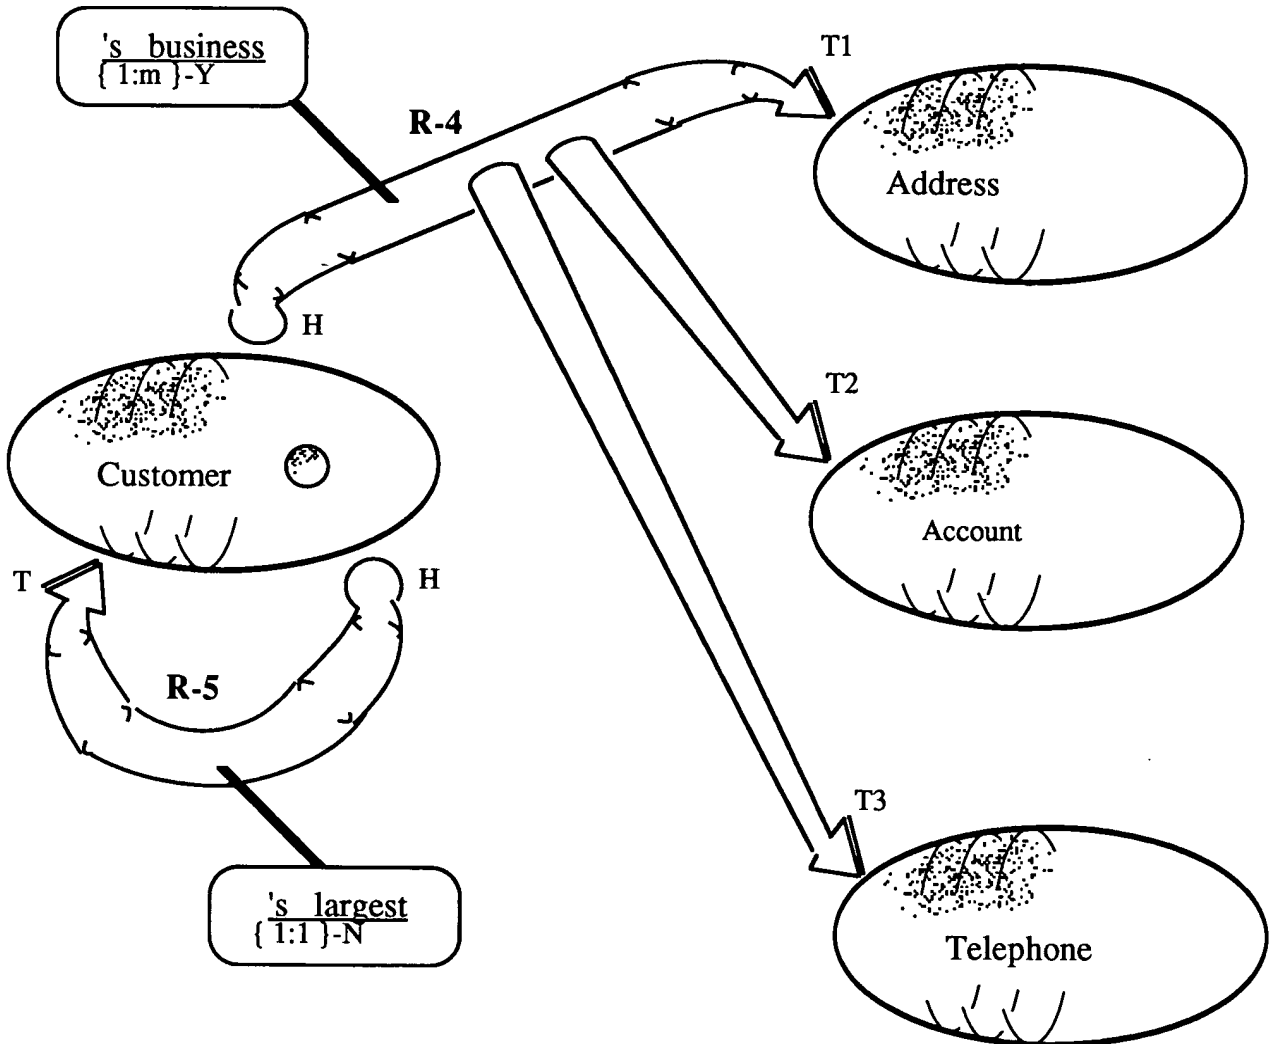 's business
{ 1:m }-Y
T1
R-4
Address
H
T2
Customer
Account
T
H
R-5
T3
's largest
{ 1:1 }-N
Telephone